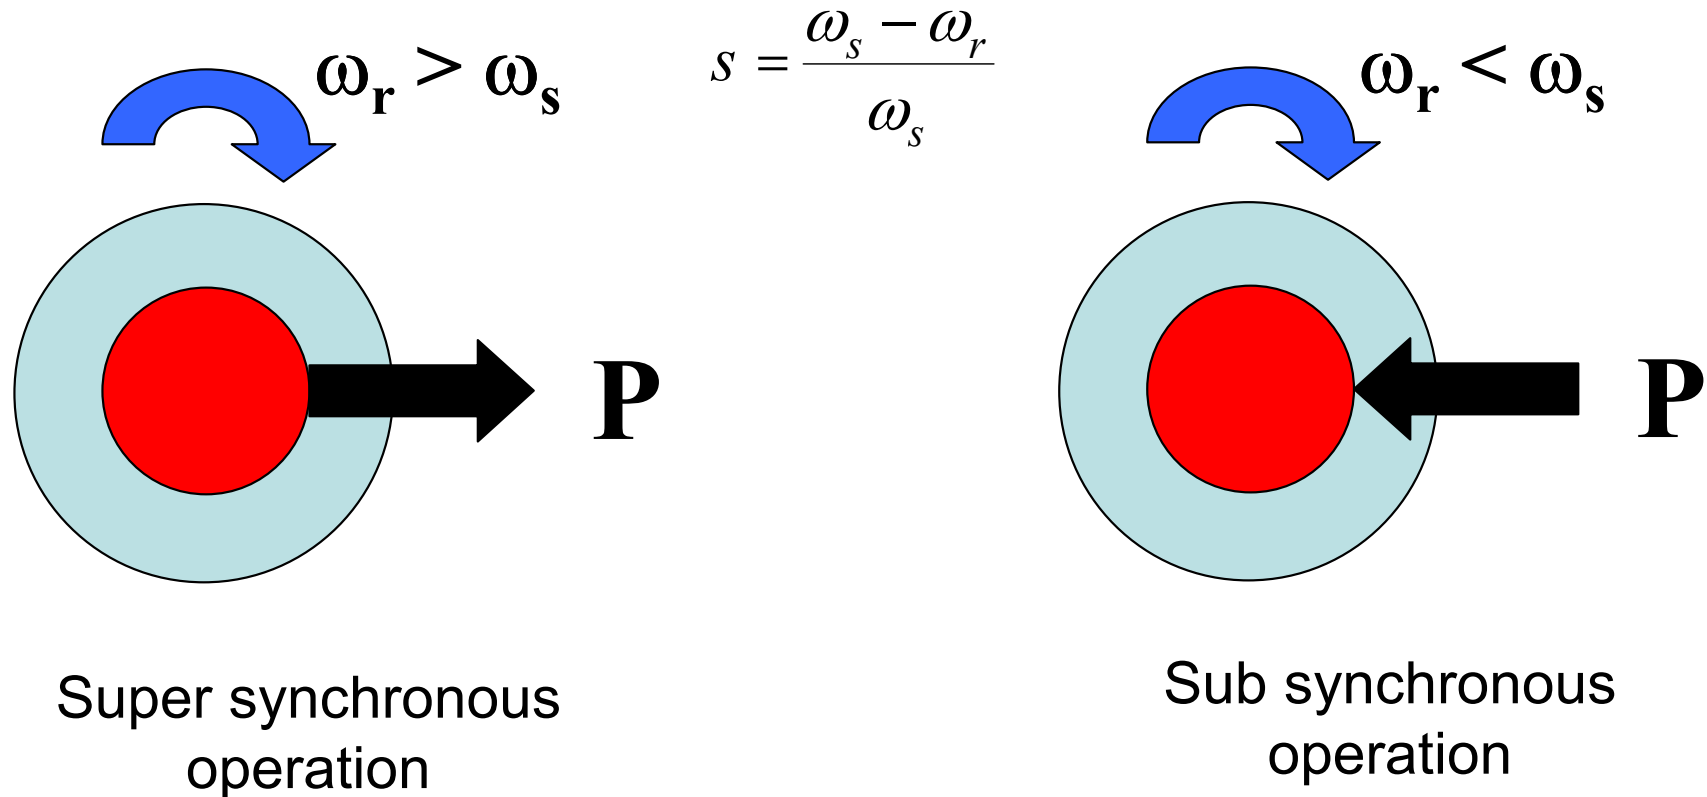 ωr > ωs
s = (ωs − ωr) / ωs
ωr < ωs
P
P
Super synchronous
operation
Sub synchronous
operation